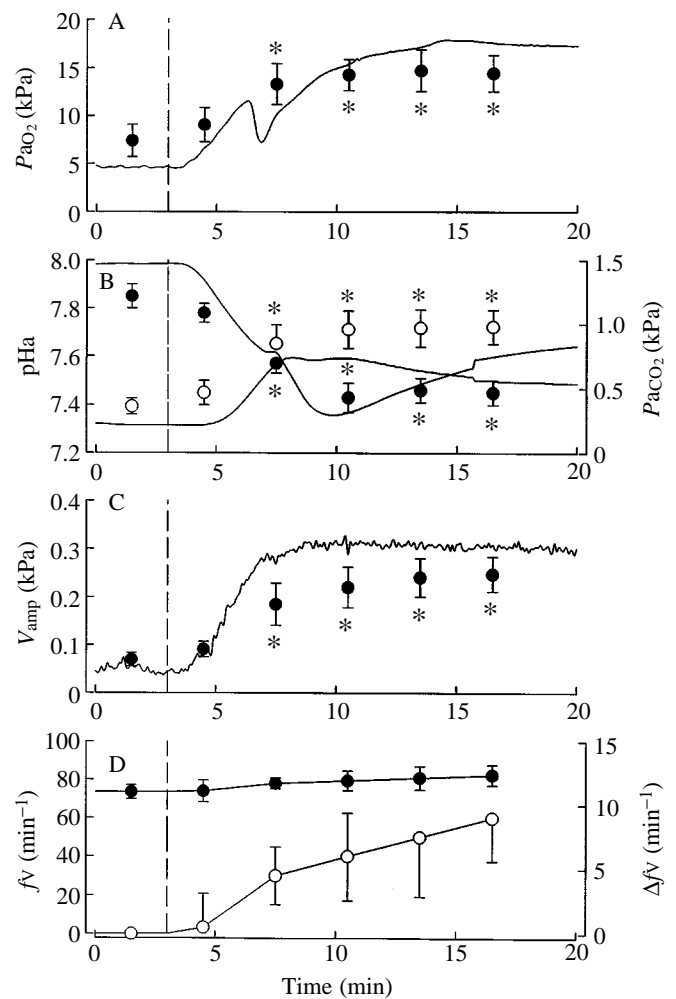 A
20
15
10
5
0
PaO2 (kPa)
*
* * *
0 5 10 15 20
B
8.0
7.8
7.6
7.4
7.2
pHa
1.5
1.0
0.5
0
PaCO2 (kPa)
* * * *
*
* * *
0 5 10 15 20
C
0.4
0.3
0.2
0.1
0
Vamp (kPa)
* * * *
0 5 10 15 20
D
100
80
60
40
20
0
fv (min−1)
15
10
5
0
Δfv (min−1)
0 5 10 15 20
Time (min)